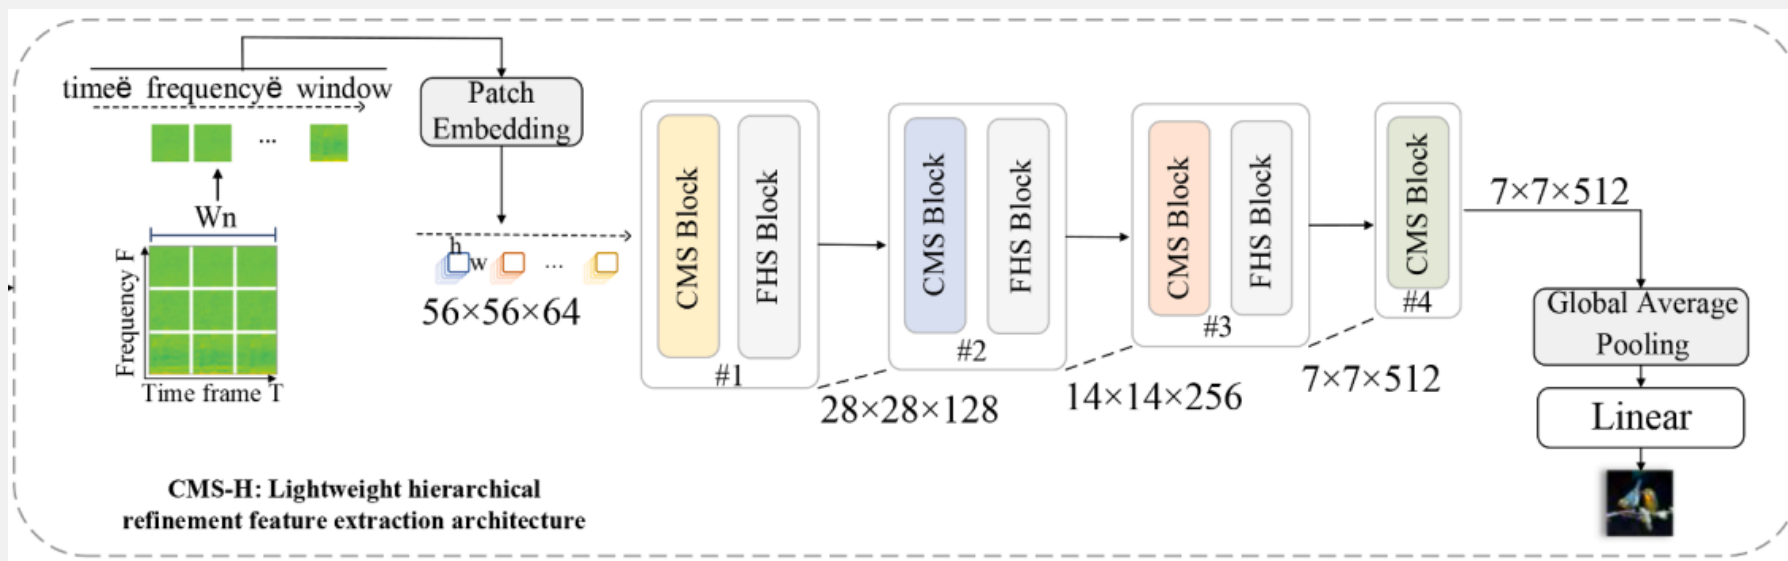 timeë frequencyë window
...
Wn
Frequency F
Time frame T
Patch
Embedding
h
w
...
56×56×64
CMS Block
FHS Block
#1
28×28×128
CMS Block
FHS Block
#2
14×14×256
CMS Block
FHS Block
#3
7×7×512
CMS Block
#4
7×7×512
Global Average
Pooling
Linear
CMS-H: Lightweight hierarchical
refinement feature extraction architecture